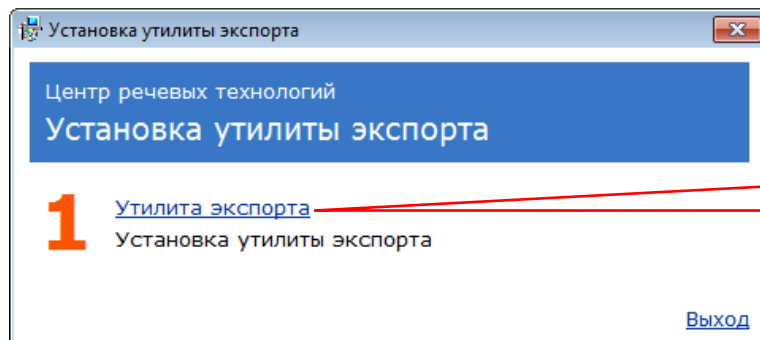 Установка утилиты экспорта
Центр речевых технологий
Установка утилиты экспорта
1
Утилита экспорта
Установка утилиты экспорта
Выход